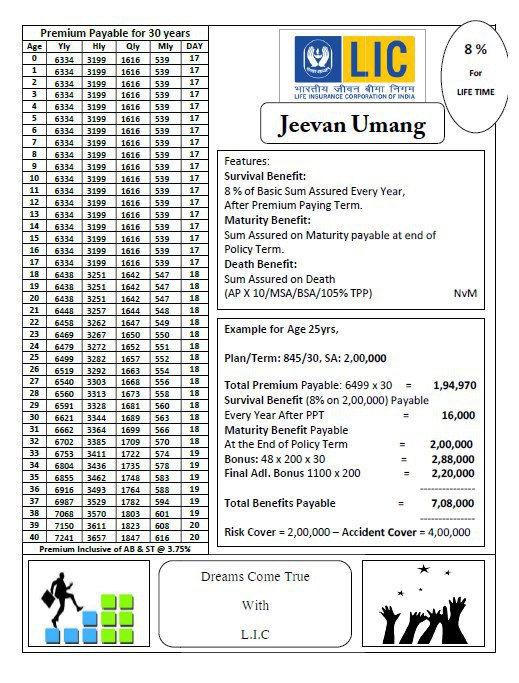 Premium Payable for 30 years
Age Yly Hly Qly Mly DAY
0 6334 3199 1616 539 17
1 6334 3199 1616 539 17
2 6334 3199 1616 539 17
3 6334 3199 1616 539 17
4 6334 3199 1616 539 17
5 6334 3199 1616 539 17
6 6334 3199 1616 539 17
7 6334 3199 1616 539 17
8 6334 3199 1616 539 17
9 6334 3199 1616 539 17
10 6334 3199 1616 539 17
11 6334 3199 1616 539 17
12 6334 3199 1616 539 17
13 6334 3199 1616 539 17
14 6334 3199 1616 539 17
15 6334 3199 1616 539 17
16 6334 3199 1616 539 17
17 6334 3199 1616 539 17
18 6438 3251 1642 547 18
19 6438 3251 1642 547 18
20 6438 3251 1642 547 18
21 6448 3257 1644 548 18
22 6458 3262 1647 549 18
23 6469 3267 1650 550 18
24 6479 3272 1652 551 18
25 6499 3282 1657 552 18
26 6519 3292 1663 554 18
27 6540 3303 1668 556 18
28 6560 3313 1673 558 18
29 6591 3328 1681 560 18
30 6621 3344 1689 563 18
31 6662 3364 1699 566 18
32 6702 3385 1709 570 18
33 6753 3411 1722 574 19
34 6804 3436 1735 578 19
35 6855 3462 1748 583 19
36 6916 3493 1764 588 19
37 6987 3529 1782 594 19
38 7068 3570 1803 601 19
39 7150 3611 1823 608 20
40 7241 3657 1847 616 20
Premium Inclusive of AB & ST @ 3.75%
LIC
भारतीय जीवन बीमा निगम
LIFE INSURANCE CORPORATION OF INDIA
8 %
For
LIFE TIME
Jeevan Umang
Features:
Survival Benefit:
8 % of Basic Sum Assured Every Year,
After Premium Paying Term.
Maturity Benefit:
Sum Assured on Maturity payable at end of
Policy Term.
Death Benefit:
Sum Assured on Death
(AP X 10/MSA/BSA/105% TPP) NvM
Example for Age 25yrs,
Plan/Term: 845/30, SA: 2,00,000
Total Premium Payable: 6499 x 30 = 1,94,970
Survival Benefit (8% on 2,00,000) Payable
Every Year After PPT = 16,000
Maturity Benefit Payable
At the End of Policy Term = 2,00,000
Bonus: 48 x 200 x 30 = 2,88,000
Final Adl. Bonus 1100 x 200 = 2,20,000
---------------
Total Benefits Payable = 7,08,000
---------------
Risk Cover = 2,00,000 – Accident Cover = 4,00,000
Dreams Come True
With
L.I.C